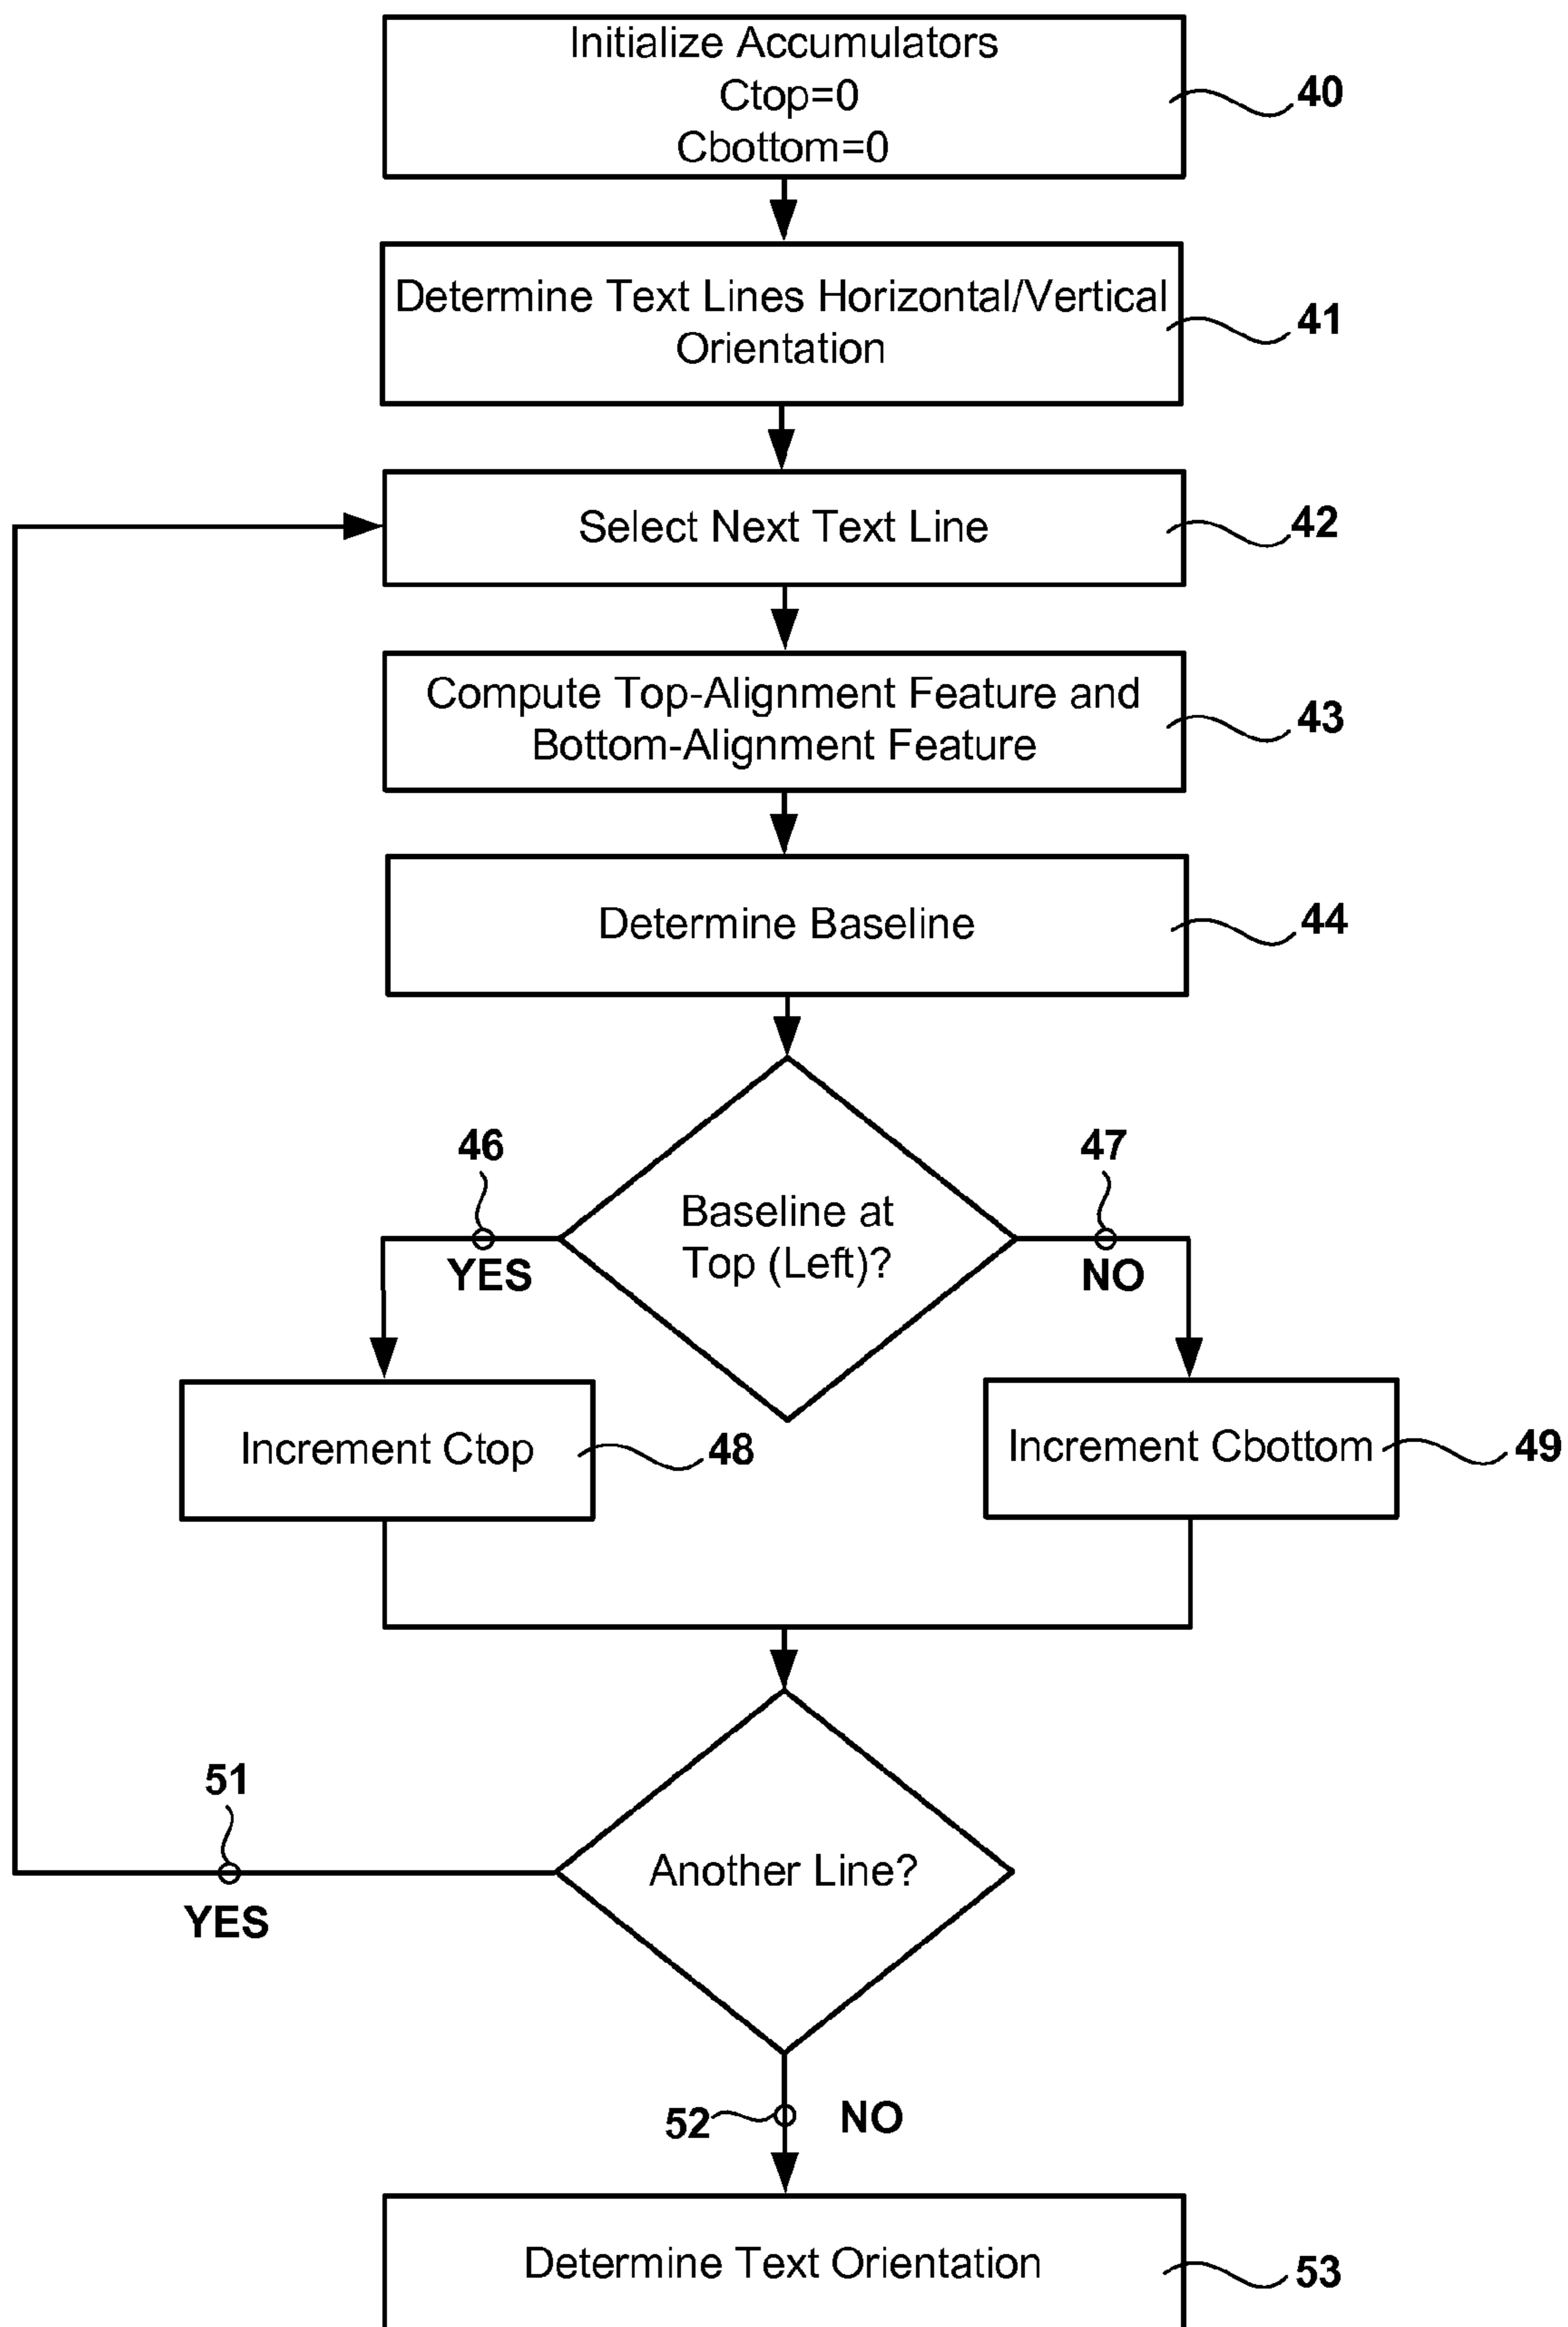 Initialize Accumulators
Ctop=0
Cbottom=0
40
Determine Text Lines Horizontal/Vertical
Orientation
41
Select Next Text Line
42
Compute Top-Alignment Feature and
Bottom-Alignment Feature
43
Determine Baseline
44
46
47
Baseline at
Top (Left)?
YES
NO
Increment Ctop
48
Increment Cbottom
49
51
Another Line?
YES
52
NO
Determine Text Orientation
53